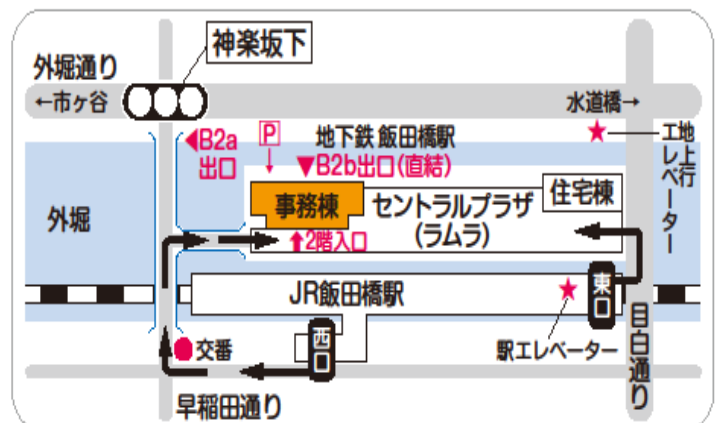 神楽坂下
外堀通り
←市ヶ谷
水道橋→
◀B2a
出口
P
地下鉄 飯田橋駅
▼B2b出口(直結)
★
地上行
エレベーター
事務棟
セントラルプラザ
(ラムラ)
住宅棟
外堀
⬆2階入口
JR飯田橋駅
★
東口
西口
交番
駅エレベーター
目白通り
早稲田通り